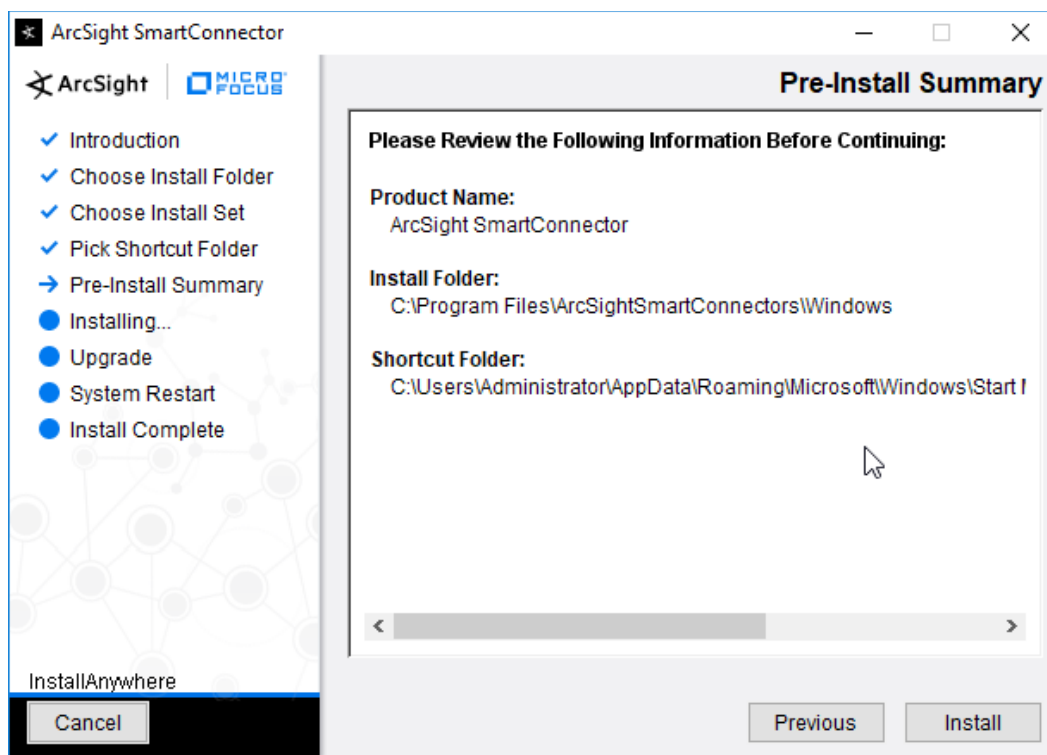 ArcSight SmartConnector
ArcSight
MICRO
FOCUS
Pre-Install Summary
Introduction
Choose Install Folder
Choose Install Set
Pick Shortcut Folder
Pre-Install Summary
Installing...
Upgrade
System Restart
Install Complete
Please Review the Following Information Before Continuing:
Product Name:
ArcSight SmartConnector
Install Folder:
C:\Program Files\ArcSightSmartConnectors\Windows
Shortcut Folder:
C:\Users\Administrator\AppData\Roaming\Microsoft\Windows\Start
InstallAnywhere
Cancel
Previous
Install